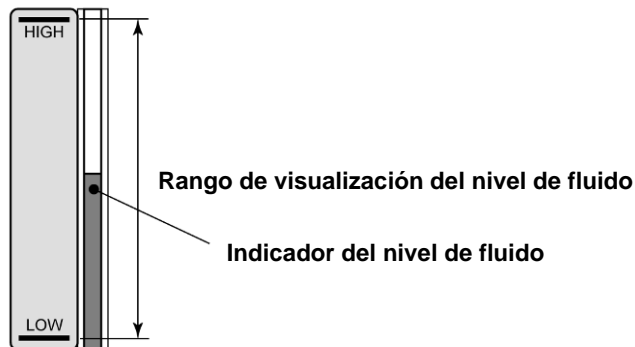 HIGH
Rango de visualización del nivel de fluido
Indicador del nivel de fluido
LOW